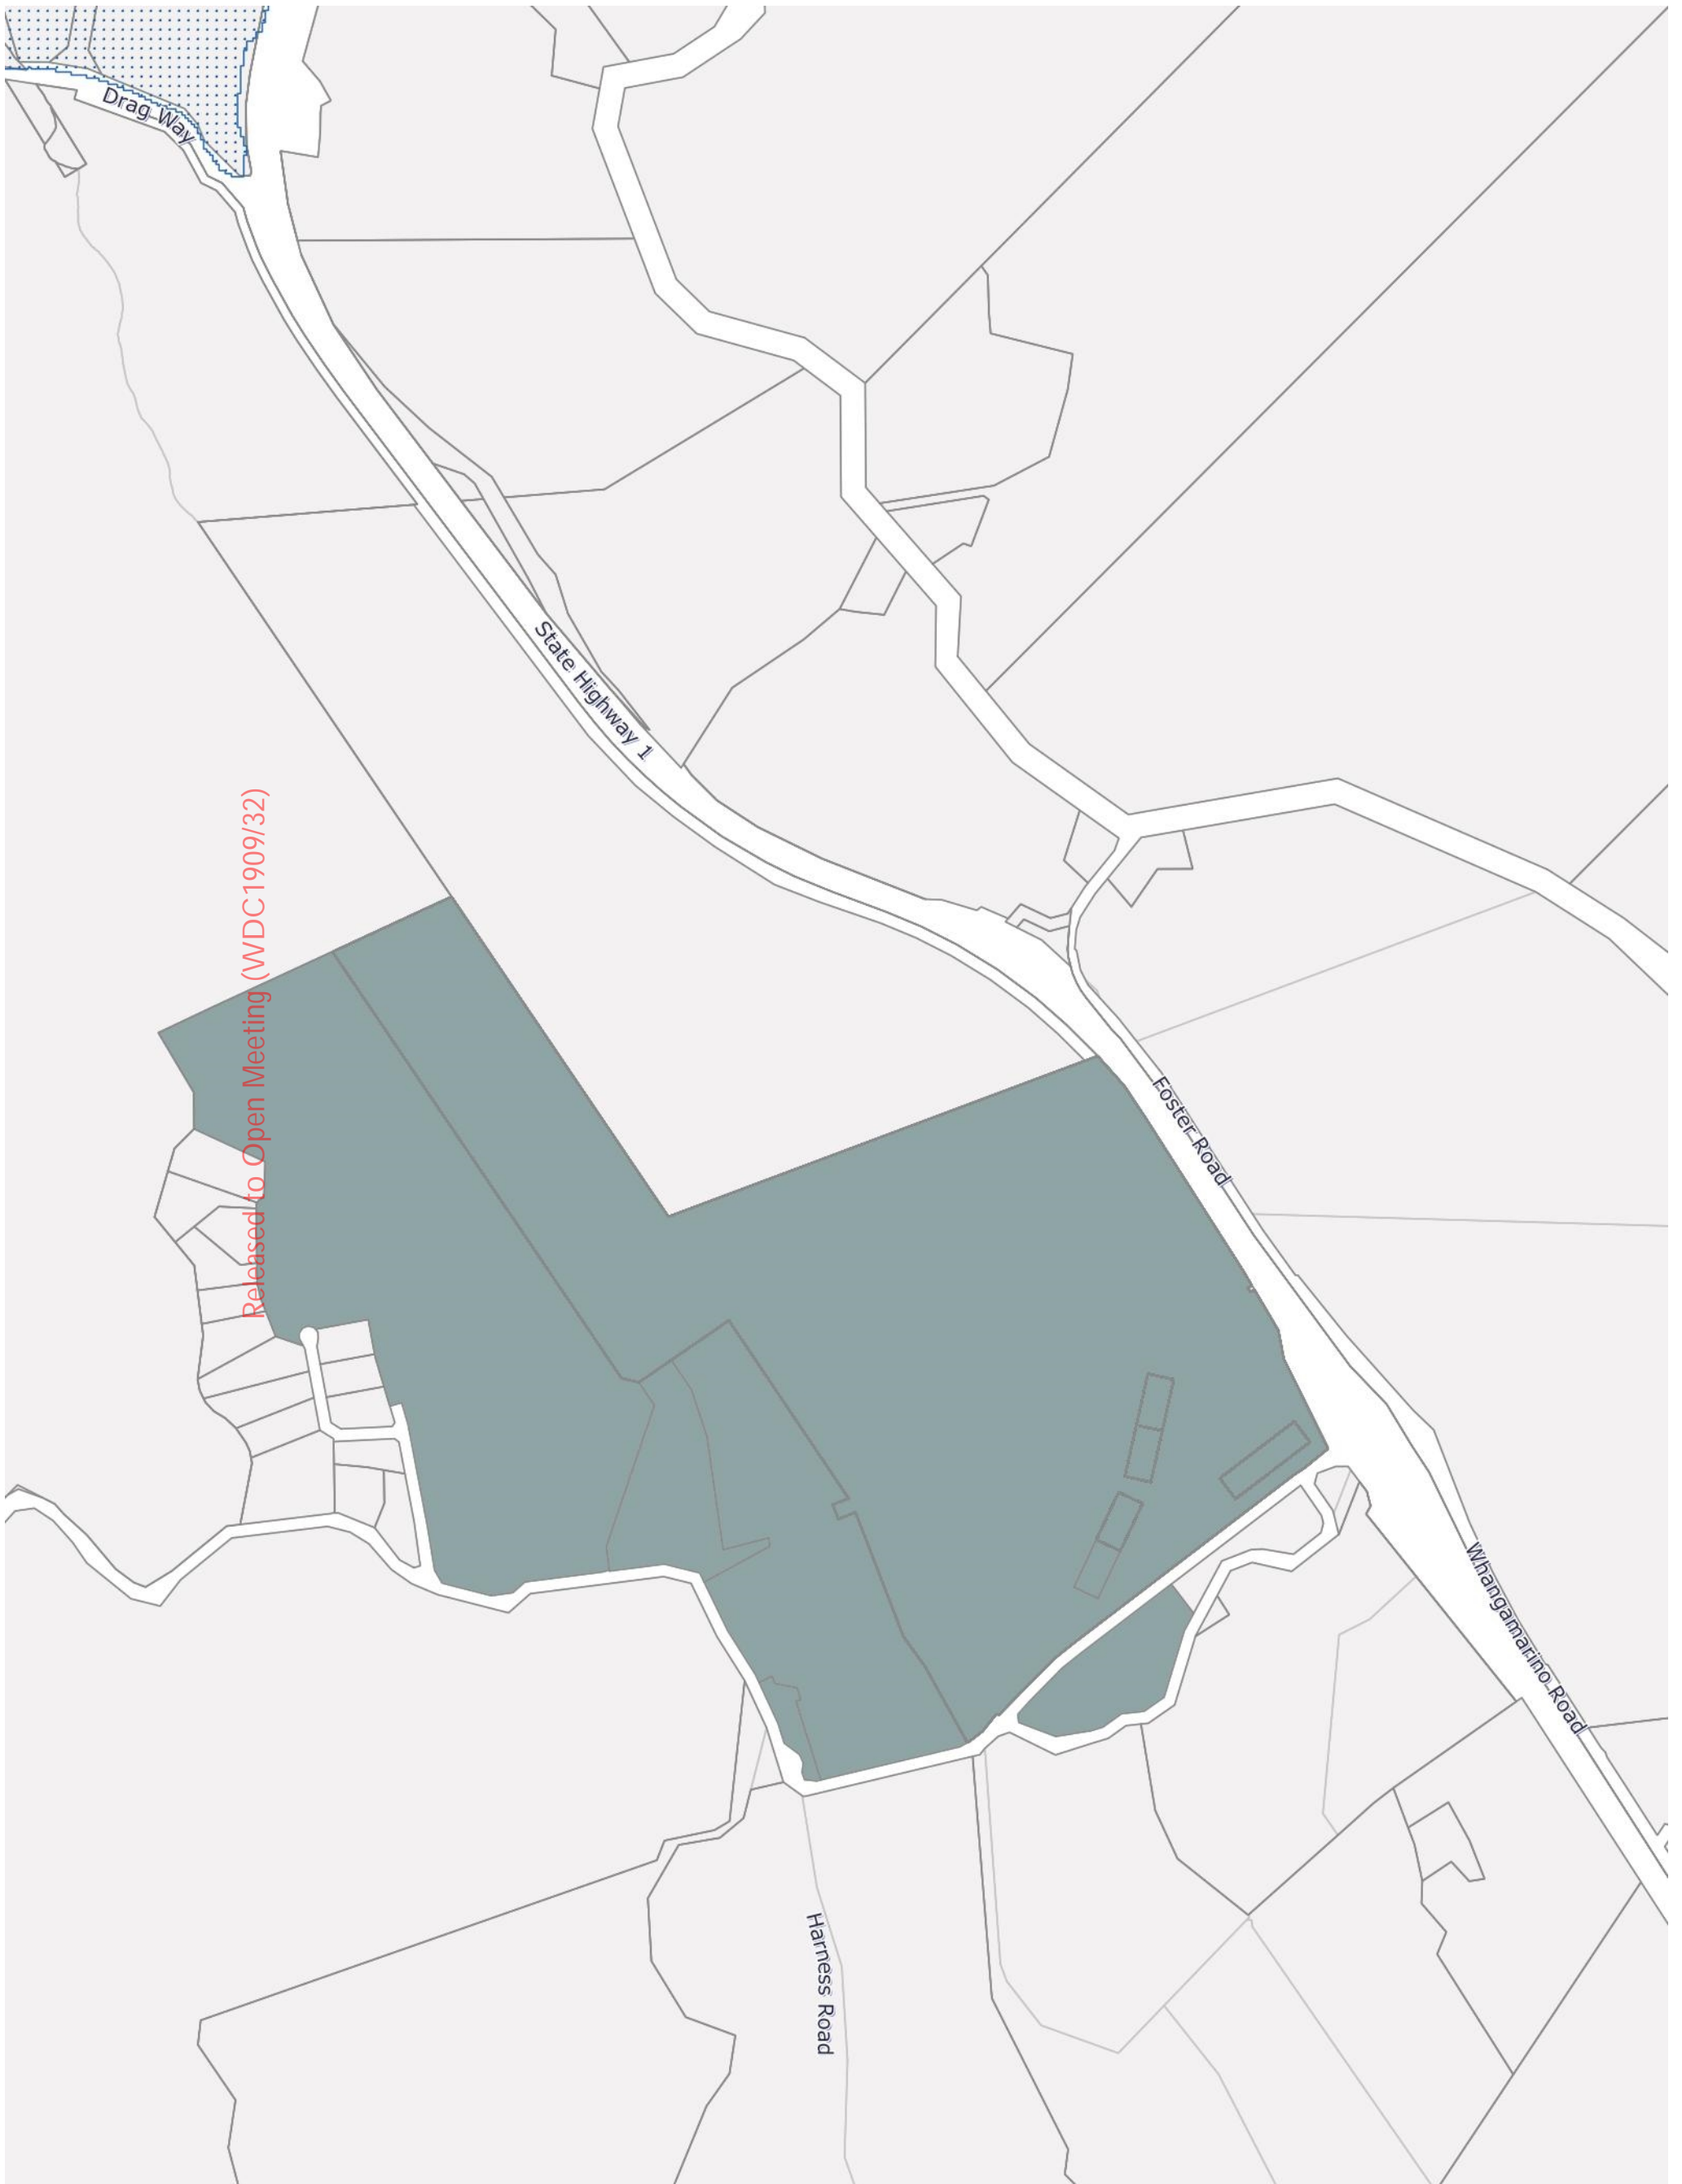 Drag Way
State Highway 1
Released to Open Meeting (WDC1909/32)
Foster Road
Whangamarino Road
Harness Road